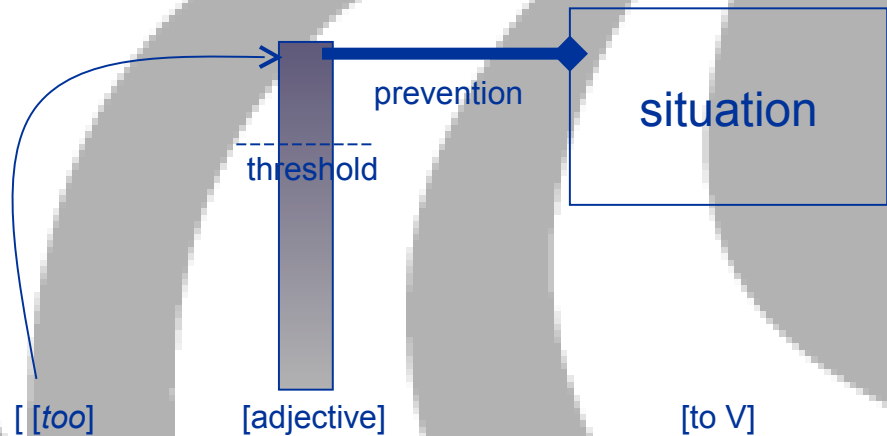 prevention
situation
threshold
[ [too] [adjective] [to V]